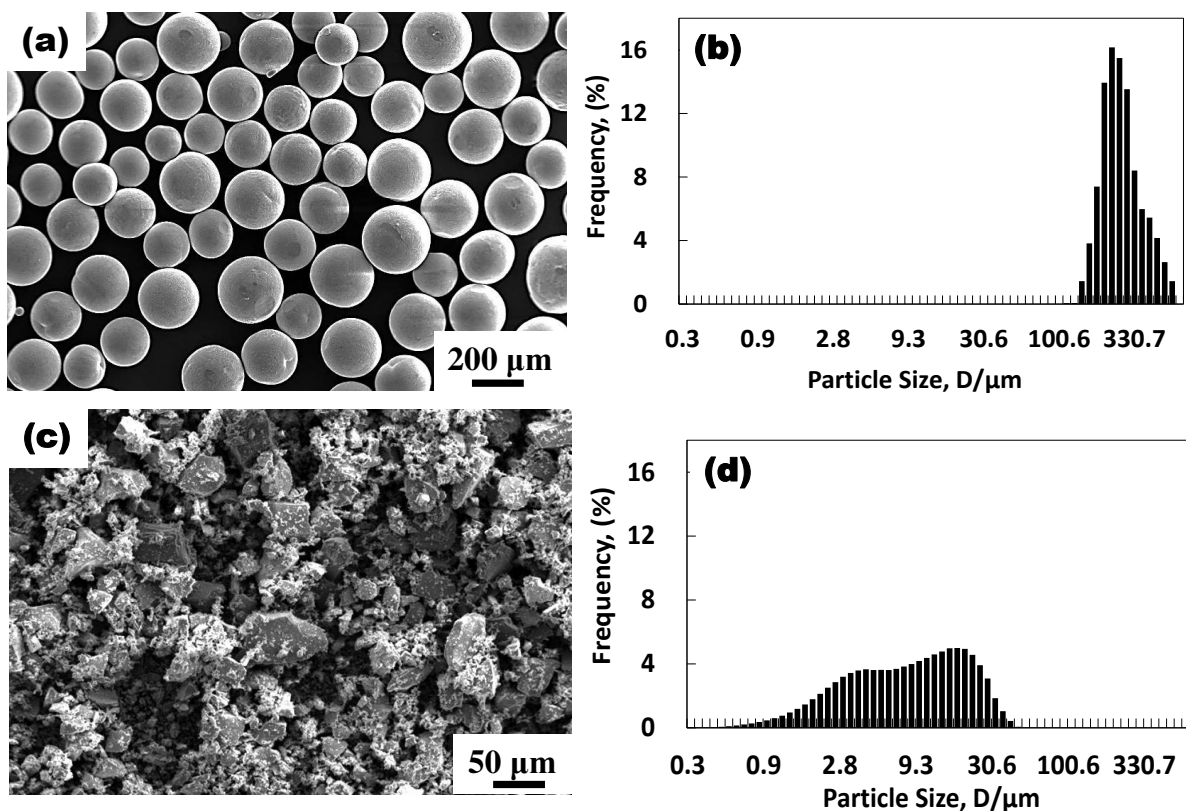 (a)
200 μm
(b)
Frequency, (%)
16
12
8
4
0
0.3 0.9 2.8 9.3 30.6 100.6 330.7
Particle Size, D/μm
(c)
50 μm
(d)
Frequency, (%)
16
12
8
4
0
0.3 0.9 2.8 9.3 30.6 100.6 330.7
Particle Size, D/μm